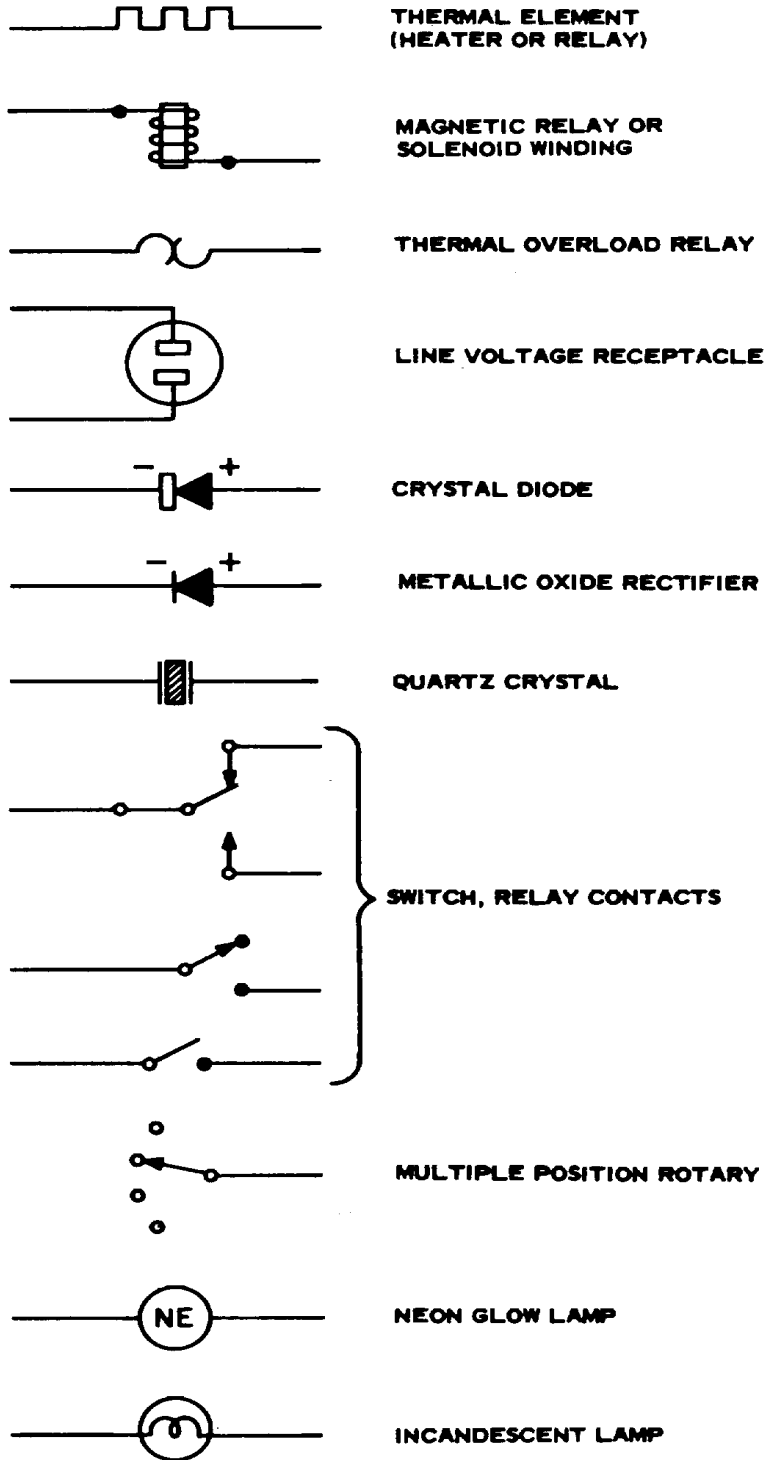 THERMAL ELEMENT
(HEATER OR RELAY)
MAGNETIC RELAY OR
SOLENOID WINDING
THERMAL OVERLOAD RELAY
LINE VOLTAGE RECEPTACLE
- +
CRYSTAL DIODE
- +
METALLIC OXIDE RECTIFIER
QUARTZ CRYSTAL
SWITCH, RELAY CONTACTS
MULTIPLE POSITION ROTARY
NE
NEON GLOW LAMP
INCANDESCENT LAMP